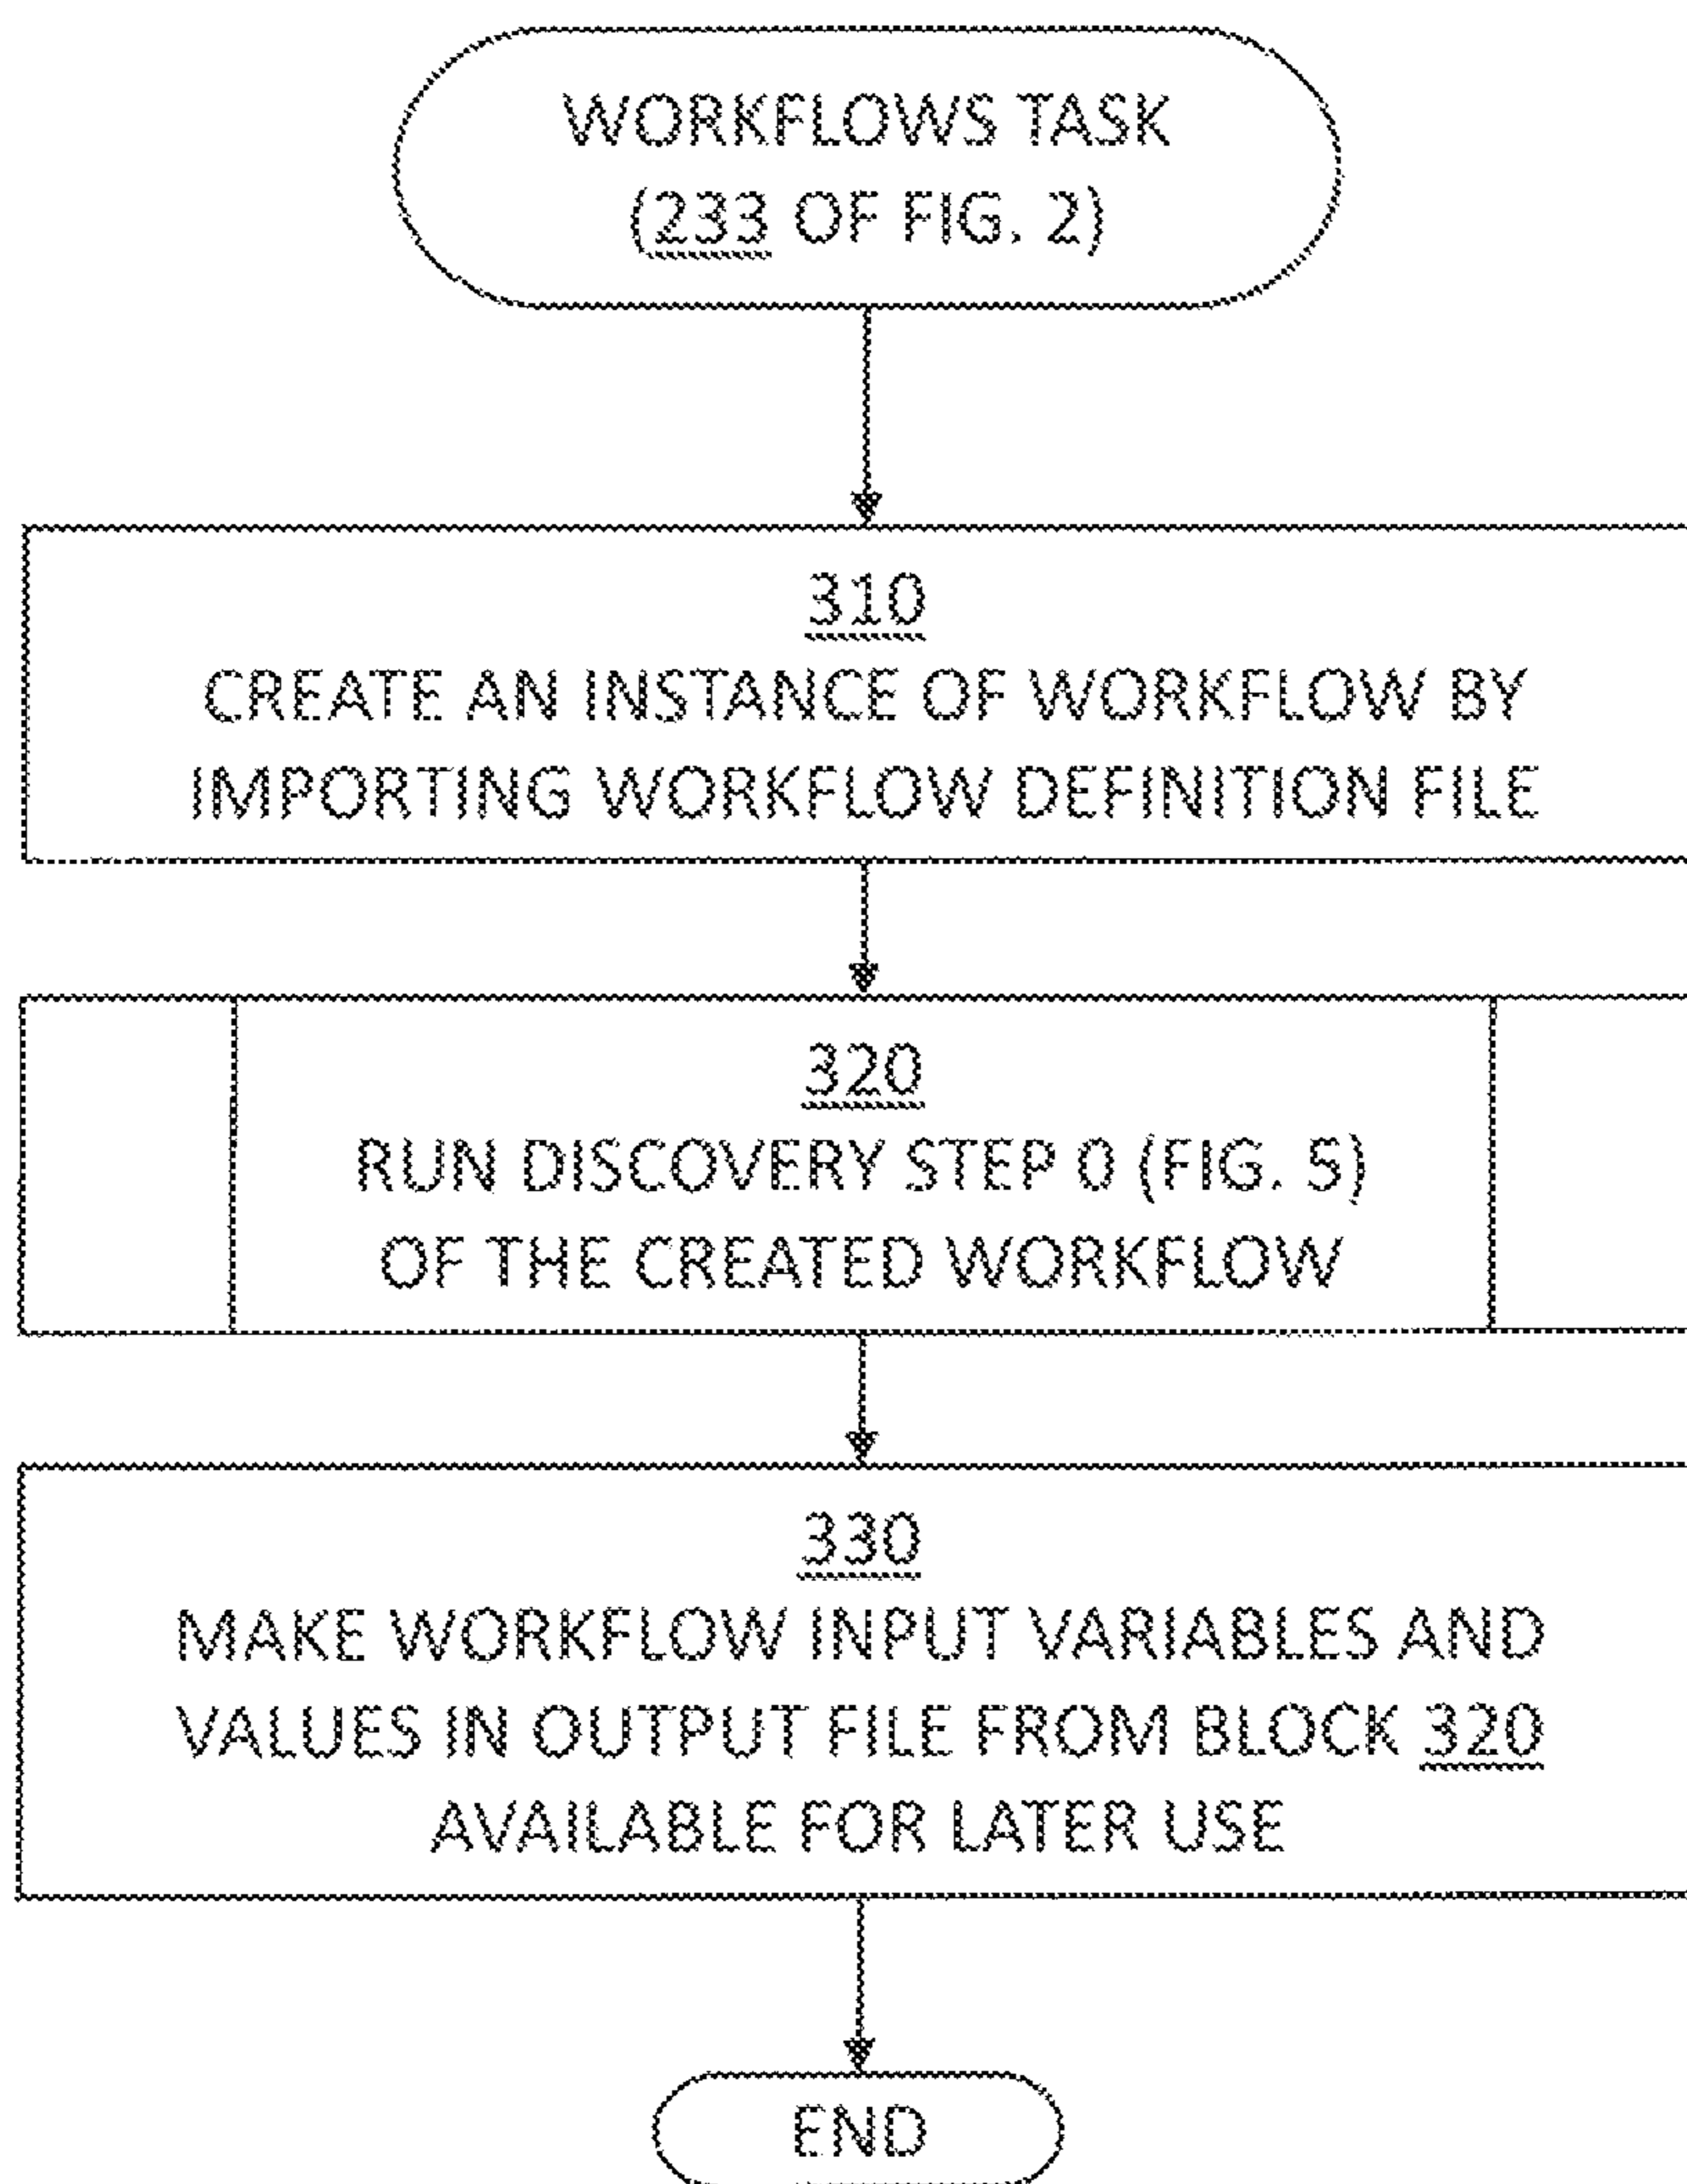 WORKFLOWS TASK
(233 OF FIG. 2)
310
CREATE AN INSTANCE OF WORKFLOW BY
IMPORTING WORKFLOW DEFINITION FILE
320
RUN DISCOVERY STEP 0 (FIG. 5)
OF THE CREATED WORKFLOW
330
MAKE WORKFLOW INPUT VARIABLES AND
VALUES IN OUTPUT FILE FROM BLOCK 320
AVAILABLE FOR LATER USE
END